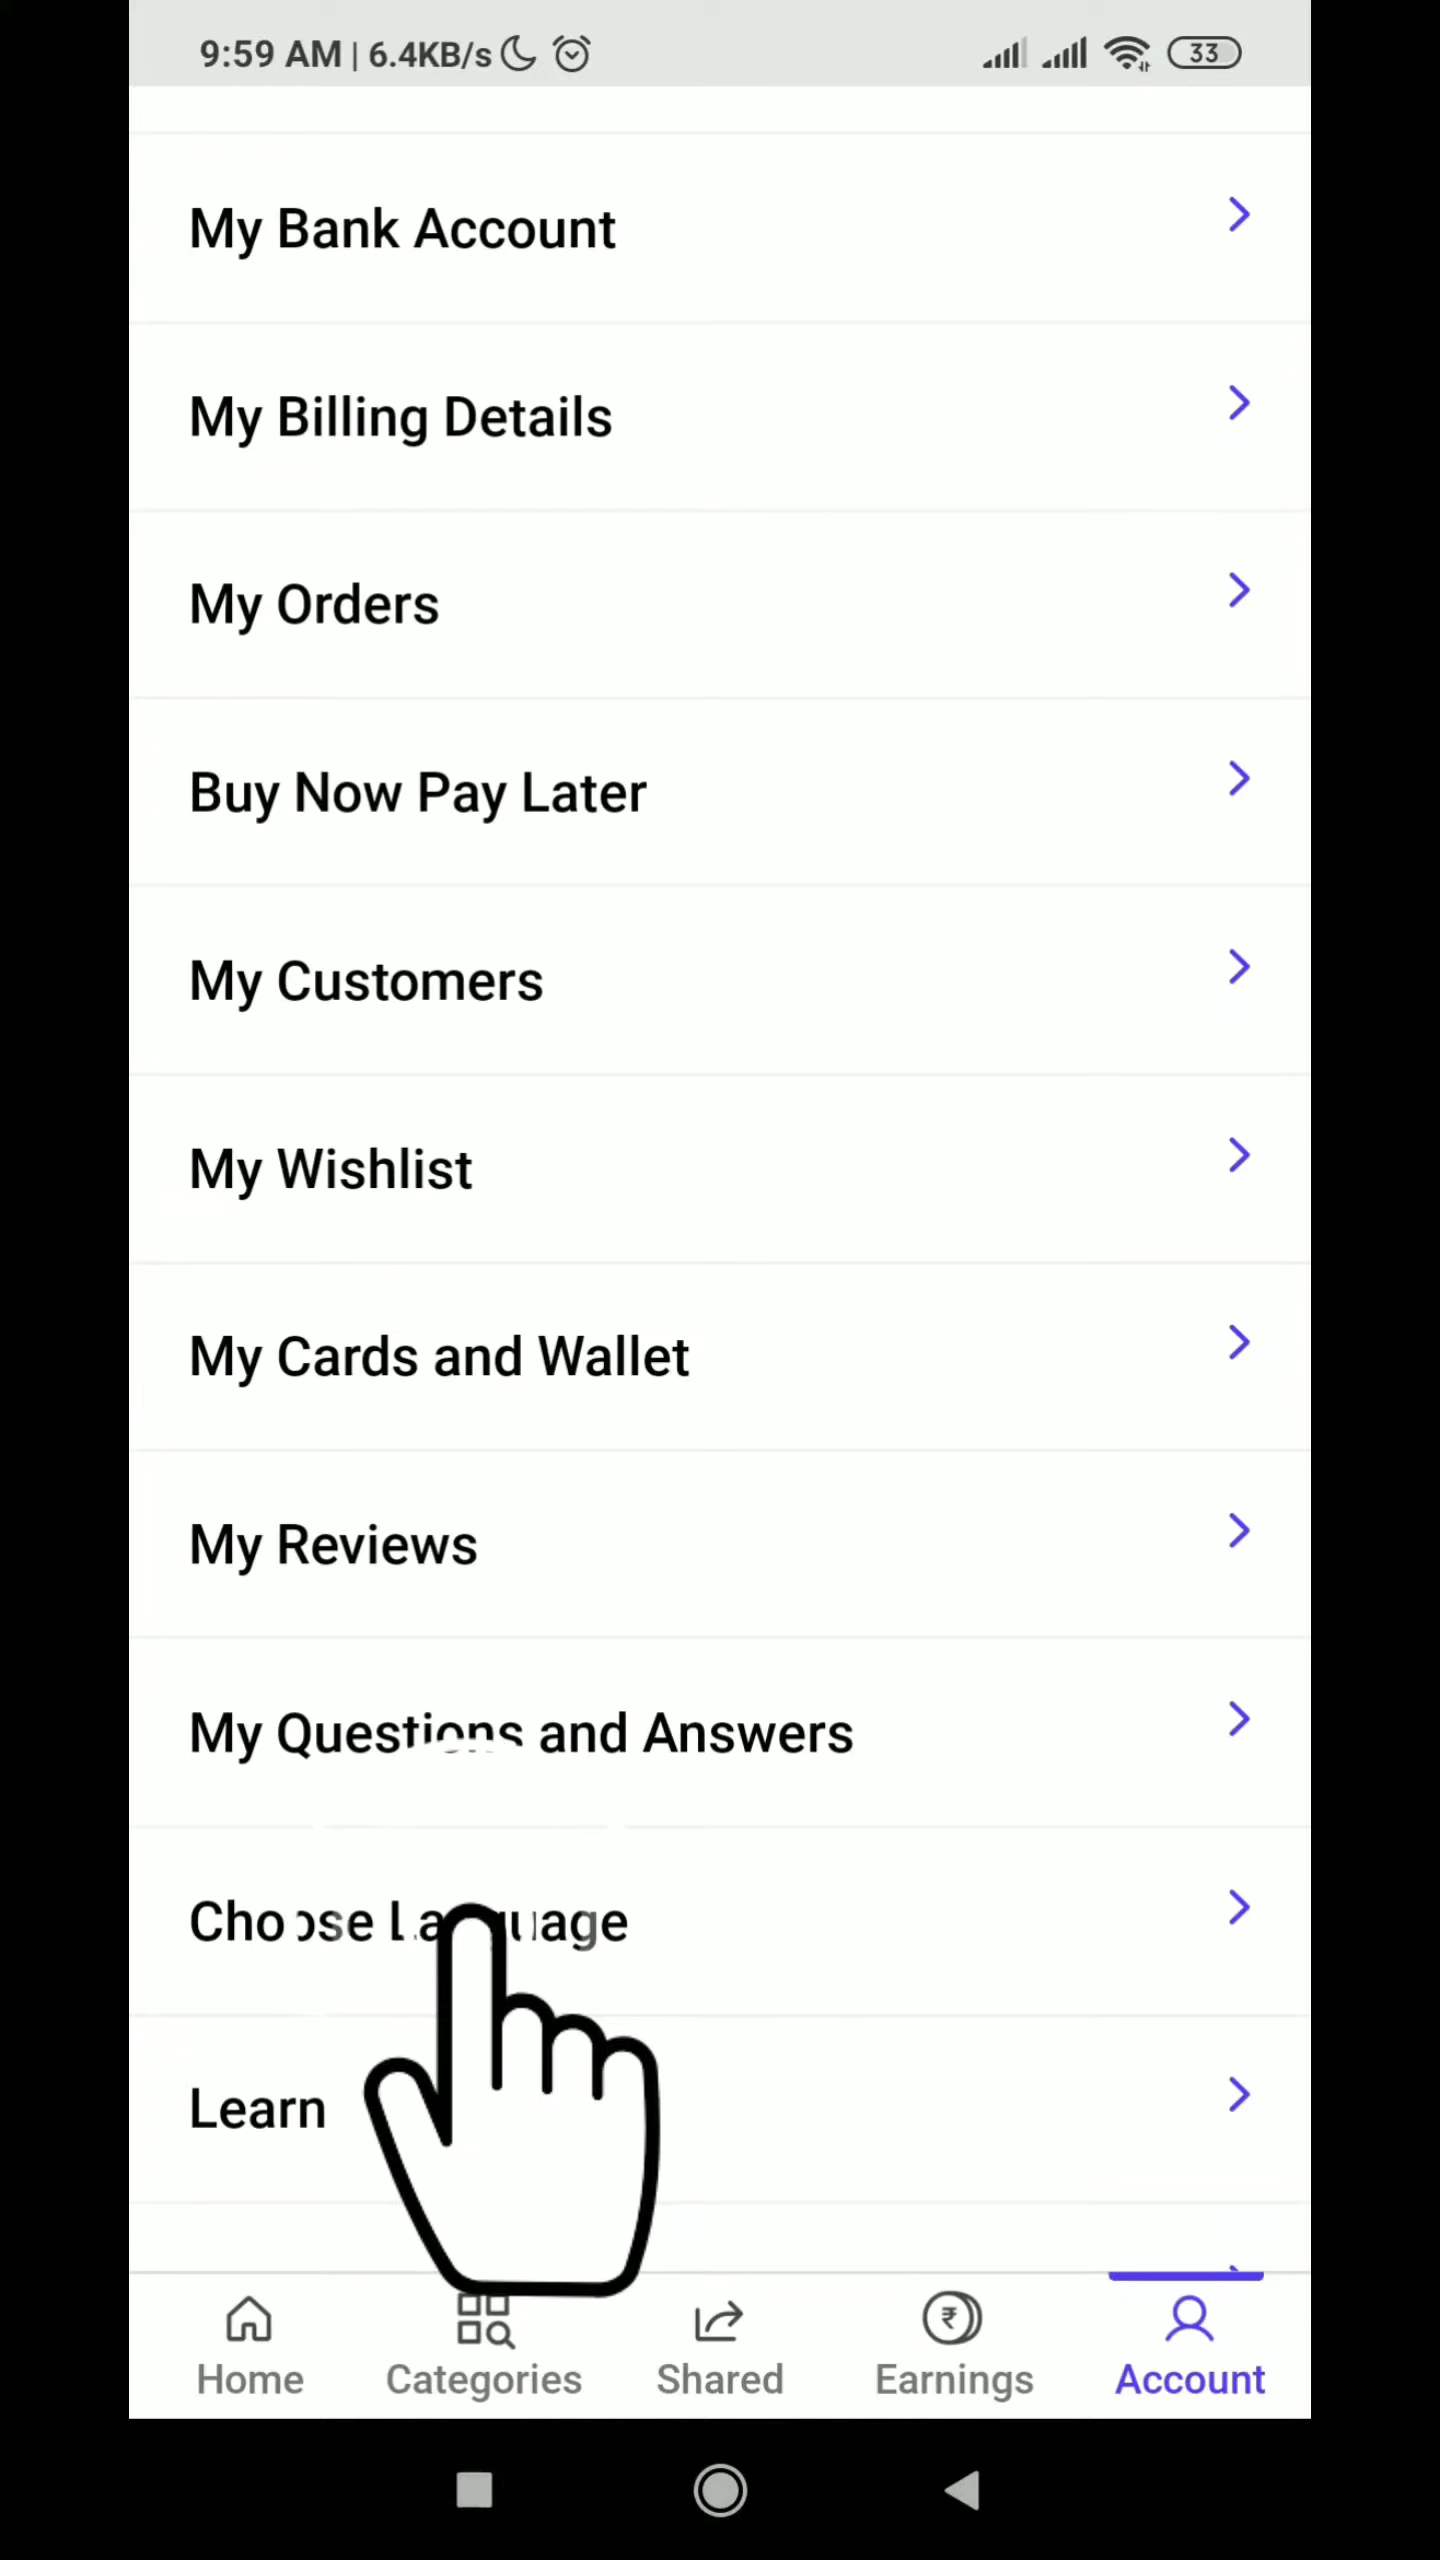 9:59 AM | 6.4KB/s 33
My Bank Account
My Billing Details
My Orders
Buy Now Pay Later
My Customers
My Wishlist
My Cards and Wallet
My Reviews
My Questions and Answers
Choose Language
Learn
Home Categories Shared Earnings Account